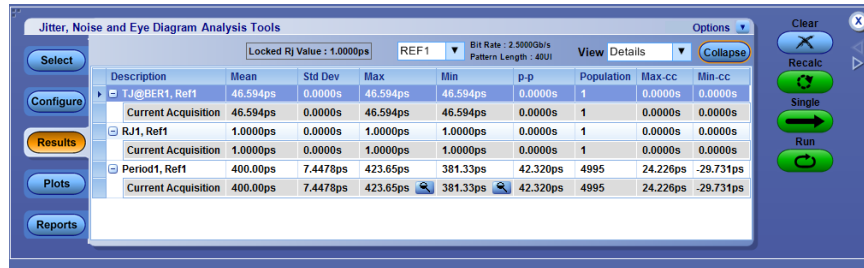 Jitter, Noise and Eye Diagram Analysis Tools
Options
Clear
Select
Locked Rj Value : 1.0000ps
REF1
Bit Rate : 2.5000Gb/s
Pattern Length : 40UI
View Details
Collapse
Recalc
Description Mean Std Dev Max Min p-p Population Max-cc Min-cc
TJ@BER1, Ref1 46.594ps 0.0000s 46.594ps 46.594ps 0.0000s 1 0.0000s 0.0000s
Configure
Current Acquisition 46.594ps 0.0000s 46.594ps 46.594ps 0.0000s 1 0.0000s 0.0000s
Single
RJ1, Ref1 1.0000ps 0.0000s 1.0000ps 1.0000ps 0.0000s 1 0.0000s 0.0000s
Results
Current Acquisition 1.0000ps 0.0000s 1.0000ps 1.0000ps 0.0000s 1 0.0000s 0.0000s
Run
Period1, Ref1 400.00ps 7.4478ps 423.65ps 381.33ps 42.320ps 4995 24.226ps -29.731ps
Plots
Current Acquisition 400.00ps 7.4478ps 423.65ps 381.33ps 42.320ps 4995 24.226ps -29.731ps
Reports